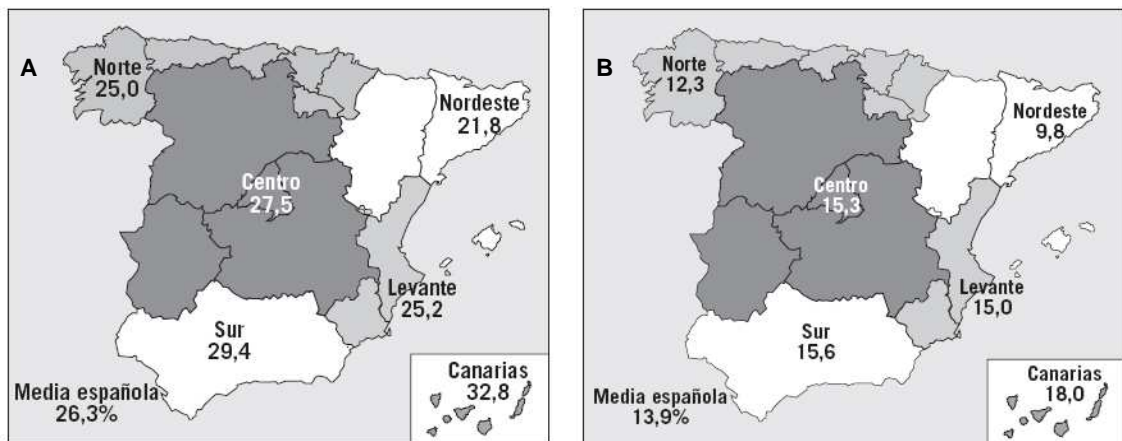 A
Norte
25,0
Nordeste
21,8
Centro
27,5
Levante
25,2
Sur
29,4
Canarias
32,8
Media española
26,3%
B
Norte
12,3
Nordeste
9,8
Centro
15,3
Levante
15,0
Sur
15,6
Canarias
18,0
Media española
13,9%